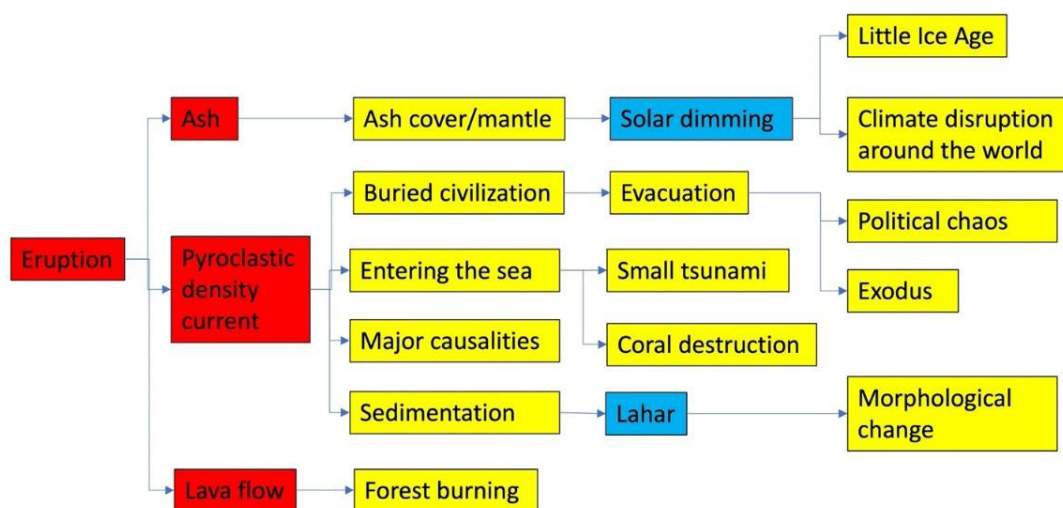 Little Ice Age
Ash
Ash cover/mantle
Solar dimming
Climate disruption
around the world
Buried civilization
Evacuation
Political chaos
Eruption
Pyroclastic
density
current
Entering the sea
Small tsunami
Exodus
Major causalities
Coral destruction
Sedimentation
Lahar
Morphological
change
Lava flow
Forest burning